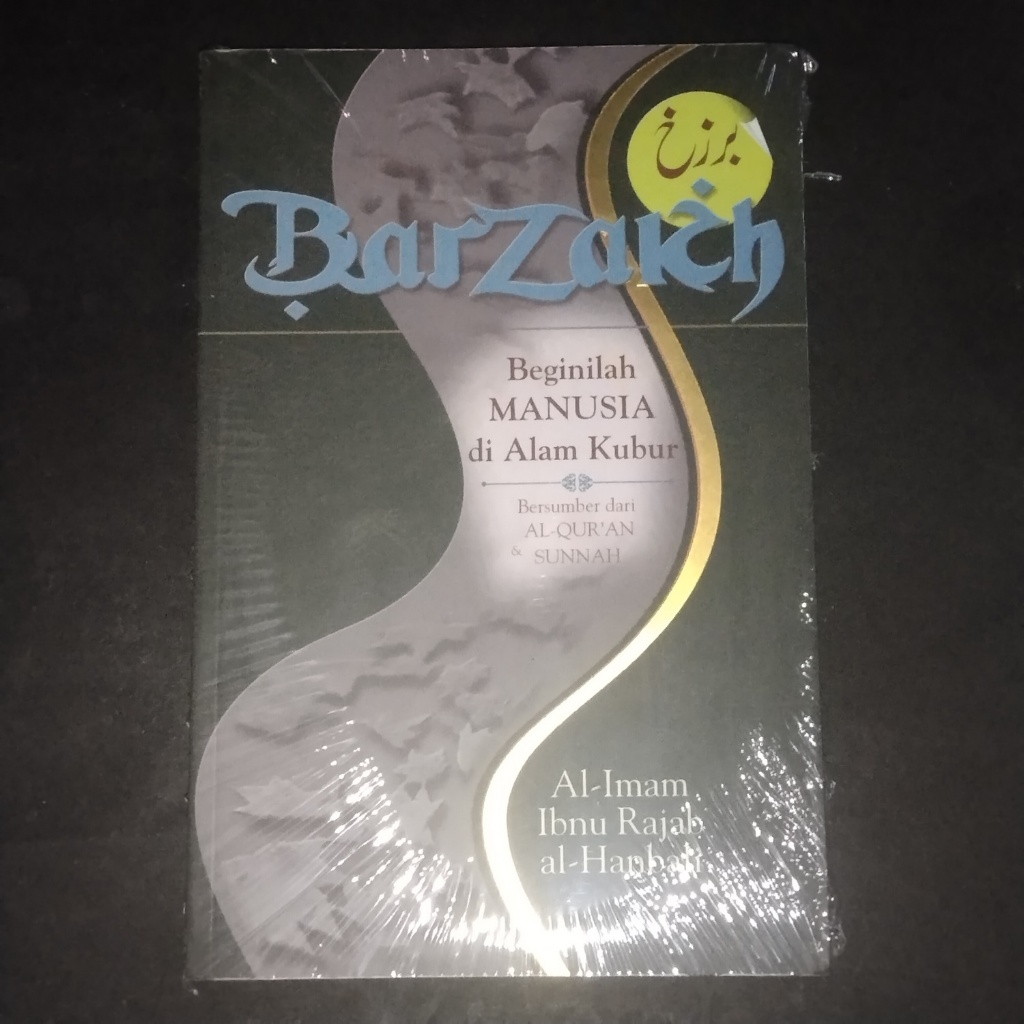 برزخ
Barzakh
Beginilah
MANUSIA
di Alam Kubur
Bersumber dari
AL-QUR'AN
& SUNNAH
Al-Imam
Ibnu Rajab
al-Hanbali